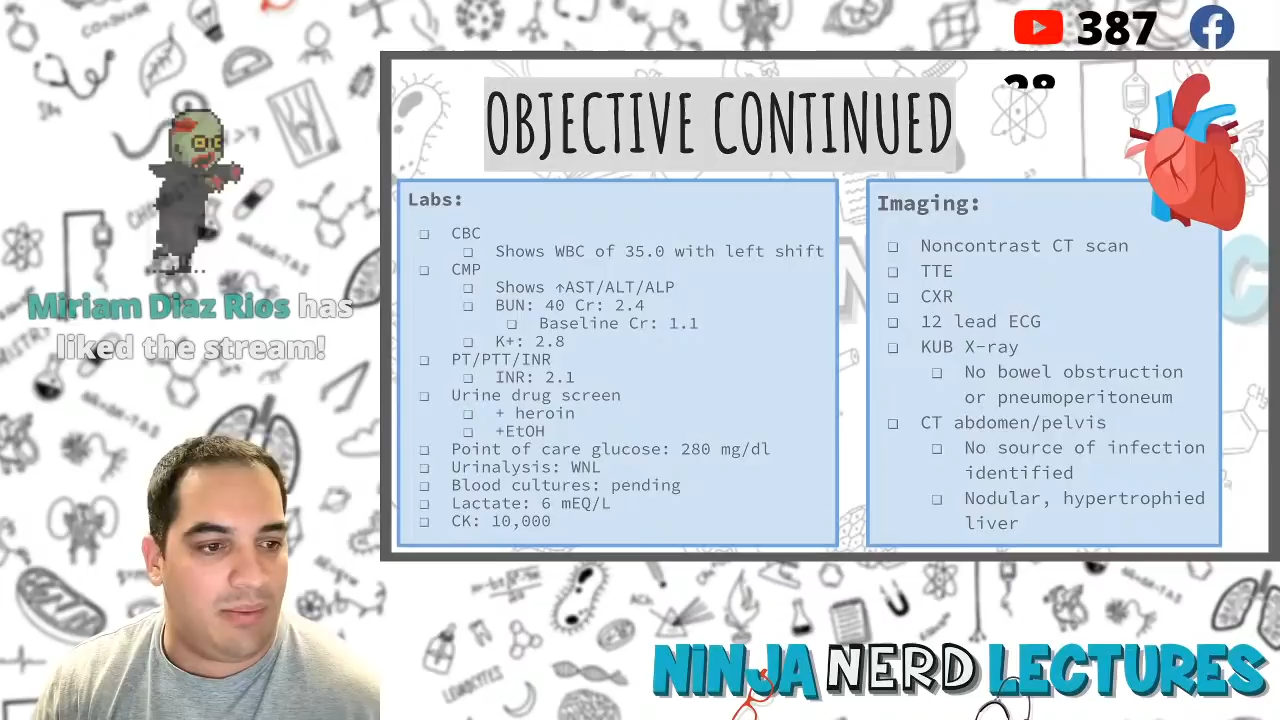 387
OBJECTIVE CONTINUED
Labs:
CBC
Shows WBC of 35.0 with left shift
CMP
Shows ↑AST/ALT/ALP
BUN: 40 Cr: 2.4
Baseline Cr: 1.1
K+: 2.8
PT/PTT/INR
INR: 2.1
Urine drug screen
+ heroin
+EtOH
Point of care glucose: 280 mg/dl
Urinalysis: WNL
Blood cultures: pending
Lactate: 6 mEQ/L
CK: 10,000
Imaging:
Noncontrast CT scan
TTE
CXR
12 lead ECG
KUB X-ray
No bowel obstruction
or pneumoperitoneum
CT abdomen/pelvis
No source of infection
identified
Nodular, hypertrophied
liver
Miriam Diaz Rios has
liked the stream!
NINJA NERD LECTURES